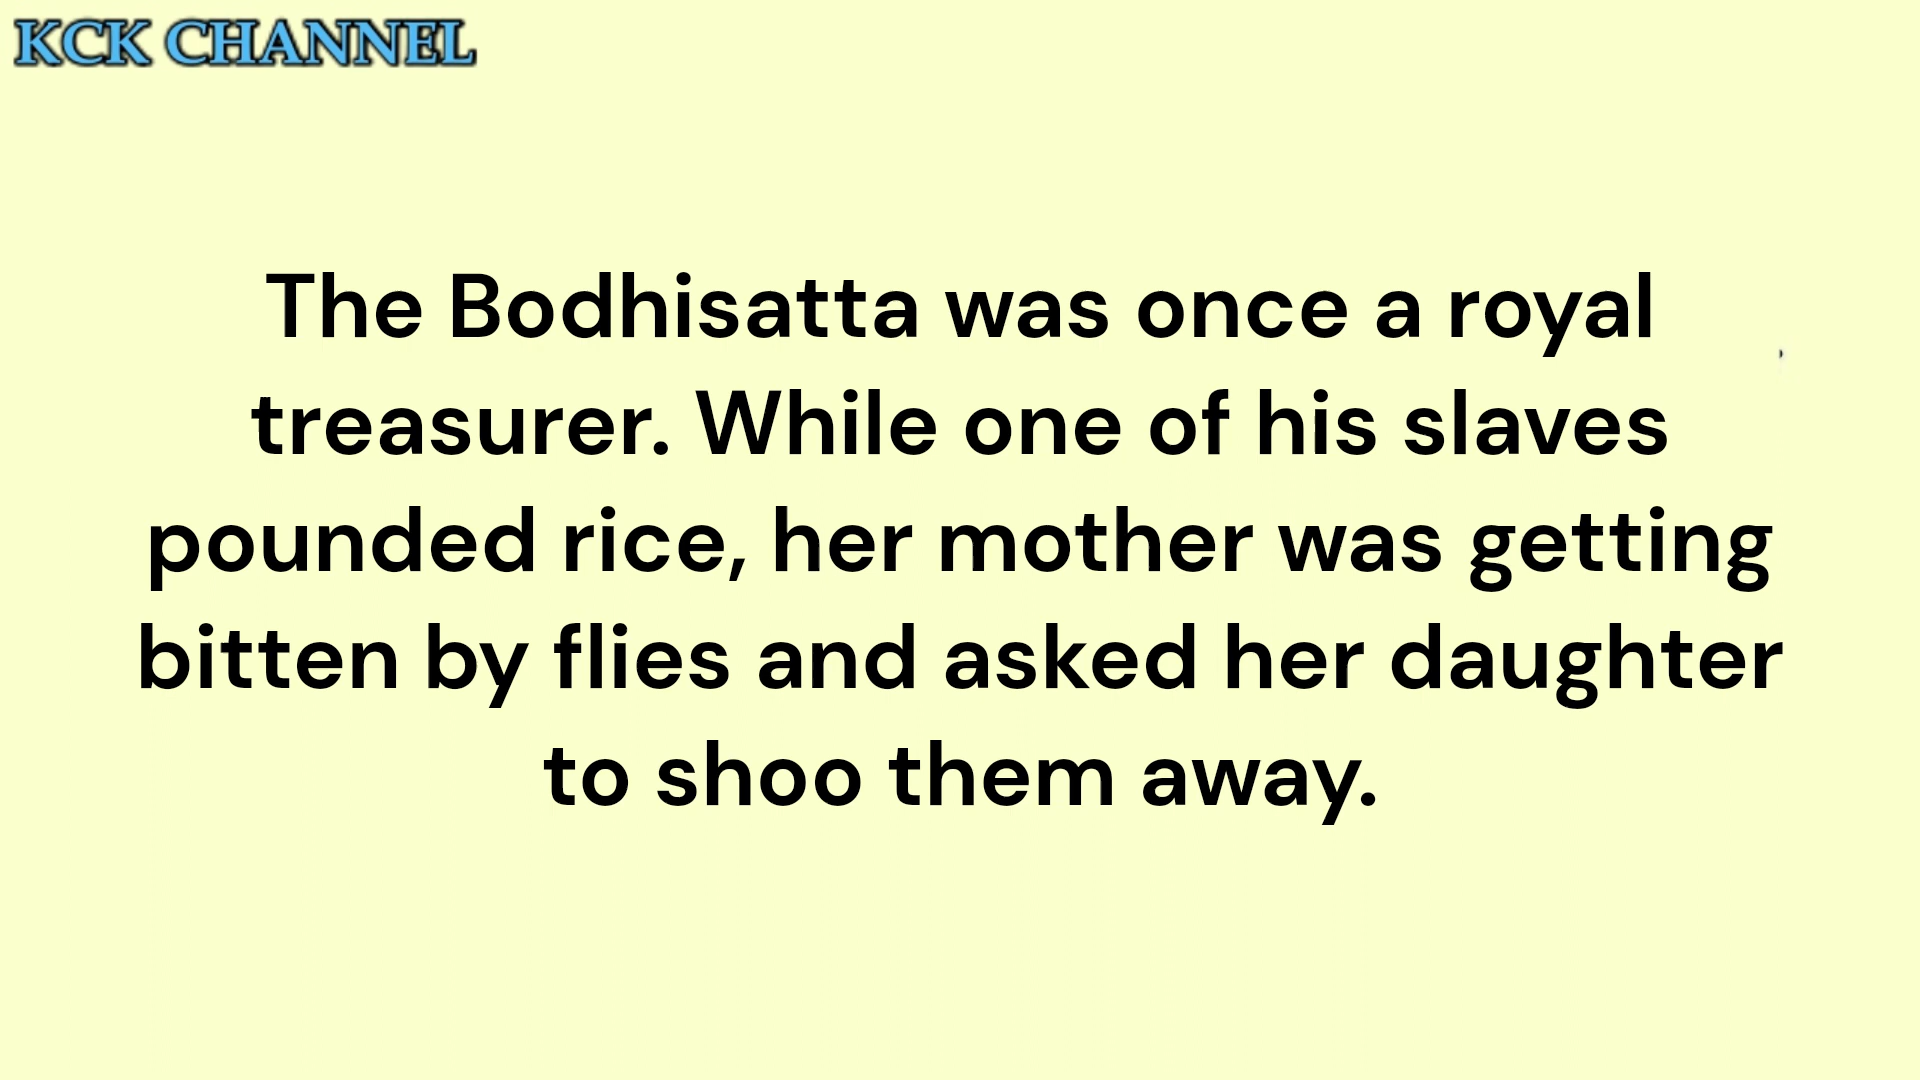 KCK CHANNEL
The Bodhisatta was once a royal
treasurer. While one of his slaves
pounded rice, her mother was getting
bitten by flies and asked her daughter
to shoo them away.